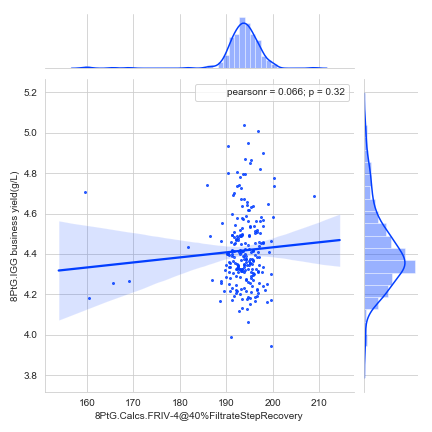 pearsonr = 0.066; p = 0.32
5.2
5.0
4.8
4.6
4.4
4.2
4.0
3.8
8PtG.IGG business yield(g/L)
160 170 180 190 200 210
8PtG.Calcs.FRIV-4@40%FiltrateStepRecovery